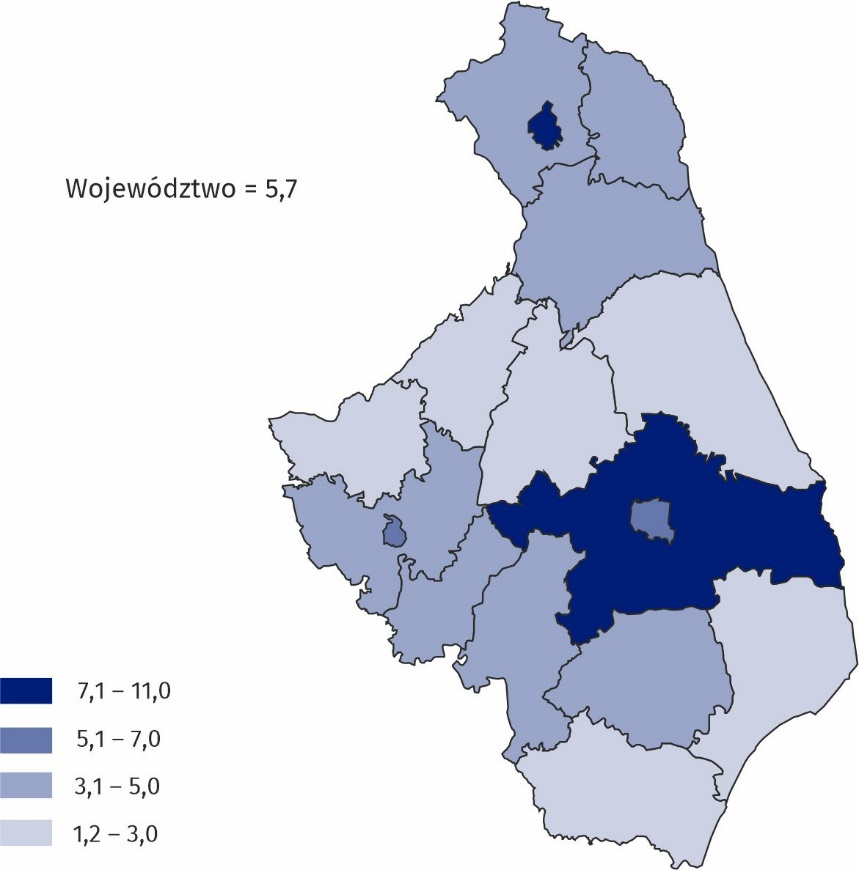 Województwo = 5,7
7,1 – 11,0
5,1 – 7,0
3,1 – 5,0
1,2 – 3,0